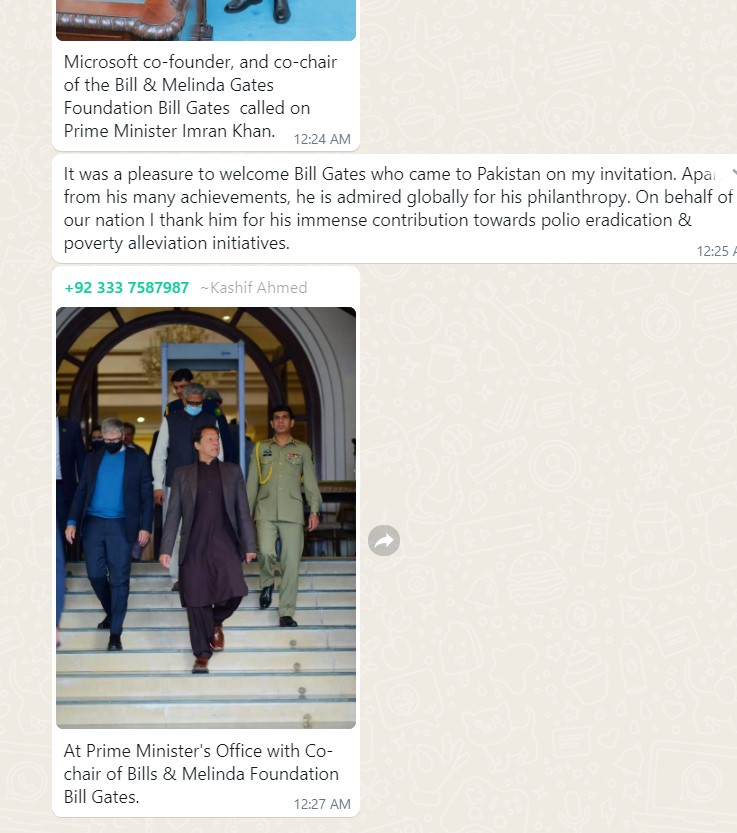 Microsoft co-founder, and co-chair
of the Bill & Melinda Gates
Foundation Bill Gates  called on
Prime Minister Imran Khan.
12:24 AM
It was a pleasure to welcome Bill Gates who came to Pakistan on my invitation.
from his many achievements, he is admired globally for his philanthropy. On behalf of
our nation I thank him for his immense contribution towards polio eradication &
poverty alleviation initiatives.
12:25
+92 333 7587987 ~Kashif Ahmed
At Prime Minister's Office with Co-
chair of Bills & Melinda Foundation
Bill Gates.
12:27 AM